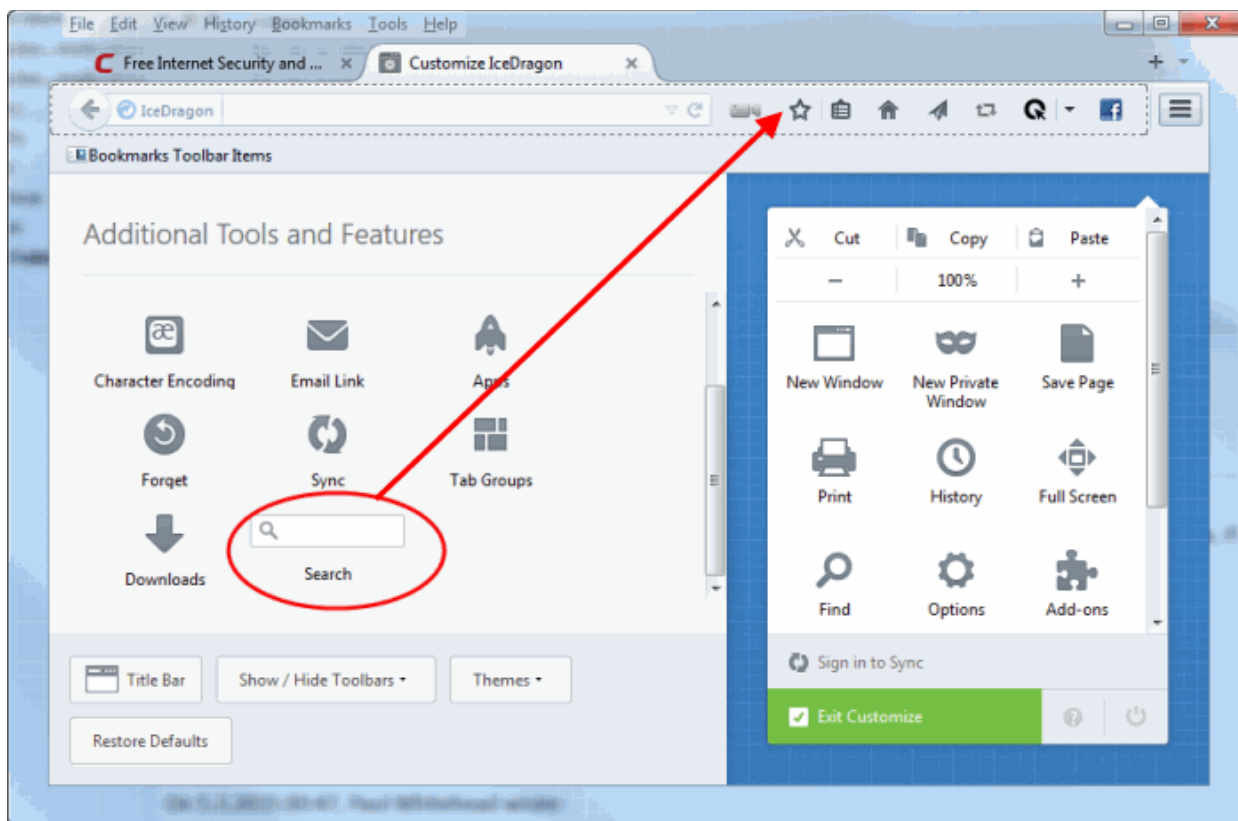 File Edit View History Bookmarks Tools Help
Free Internet Security and ... Customize IceDragon
IceDragon
Bookmarks Toolbar Items
Additional Tools and Features
Character Encoding Email Link Apps
Forget Sync Tab Groups
Downloads Search
Title Bar Show / Hide Toolbars Themes
Restore Defaults
Cut Copy Paste
− 100% +
New Window New Private Window Save Page
Print History Full Screen
Find Options Add-ons
Sign in to Sync
Exit Customize